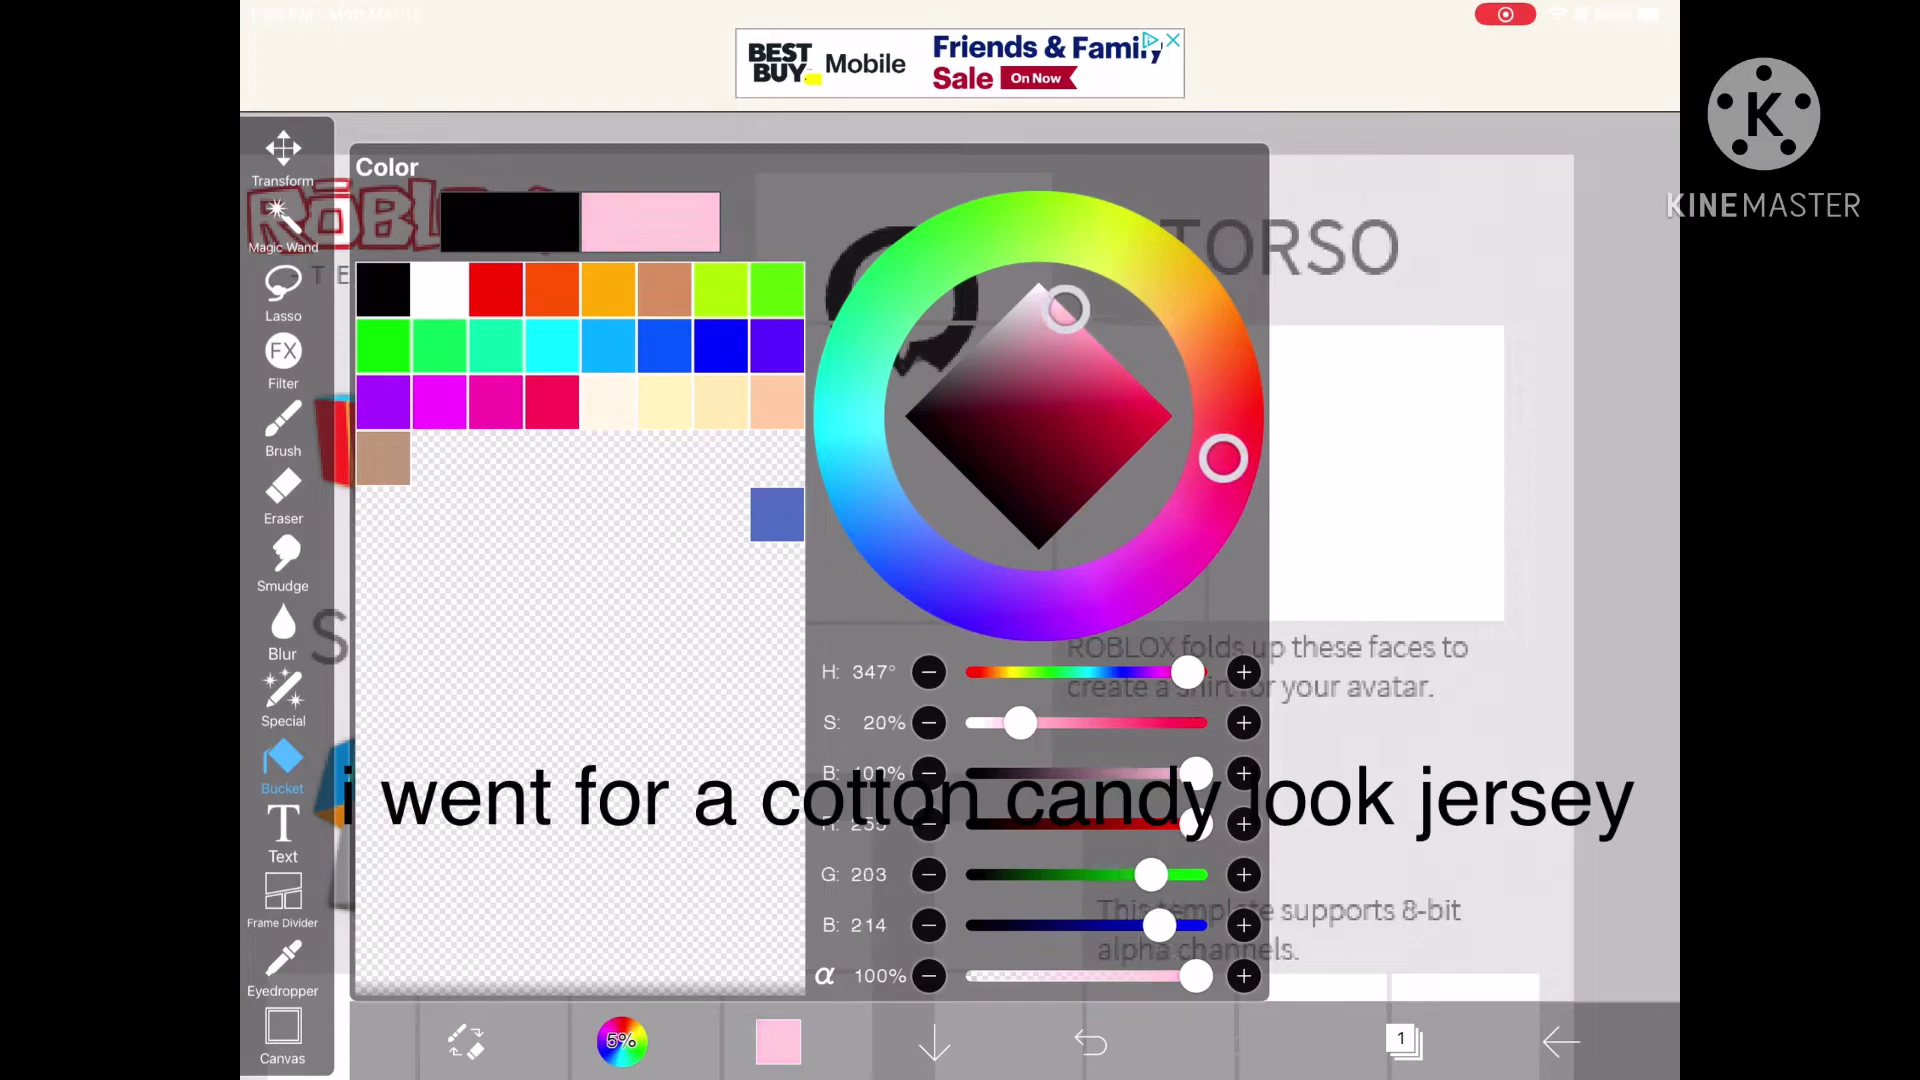 BEST BUY Mobile
Friends & Family
Sale On Now
KINEMASTER
Color
Transform
Magic Wand
Lasso
FX
Filter
Brush
Eraser
Smudge
Blur
Special
Bucket
T
Text
Frame Divider
Eyedropper
Canvas
TORSO
ROBLOX folds up these faces to
create a shirt for your avatar.
H: 347°
S: 20%
B: 100%
i went for a cotton candy look jersey
R: 255
G: 203
B: 214
α 100%
This template supports 8-bit
alpha channels.
5%
1